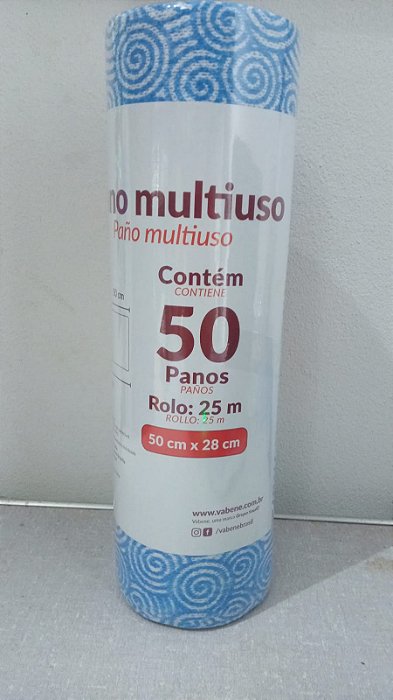 no multiuso
Paño multiuso
Contém
CONTIENE
50
Panos
PAÑOS
Rolo: 25 m
ROLLO: 25 m
50 cm x 28 cm
www.vabene.com.br
/vabenebrasil